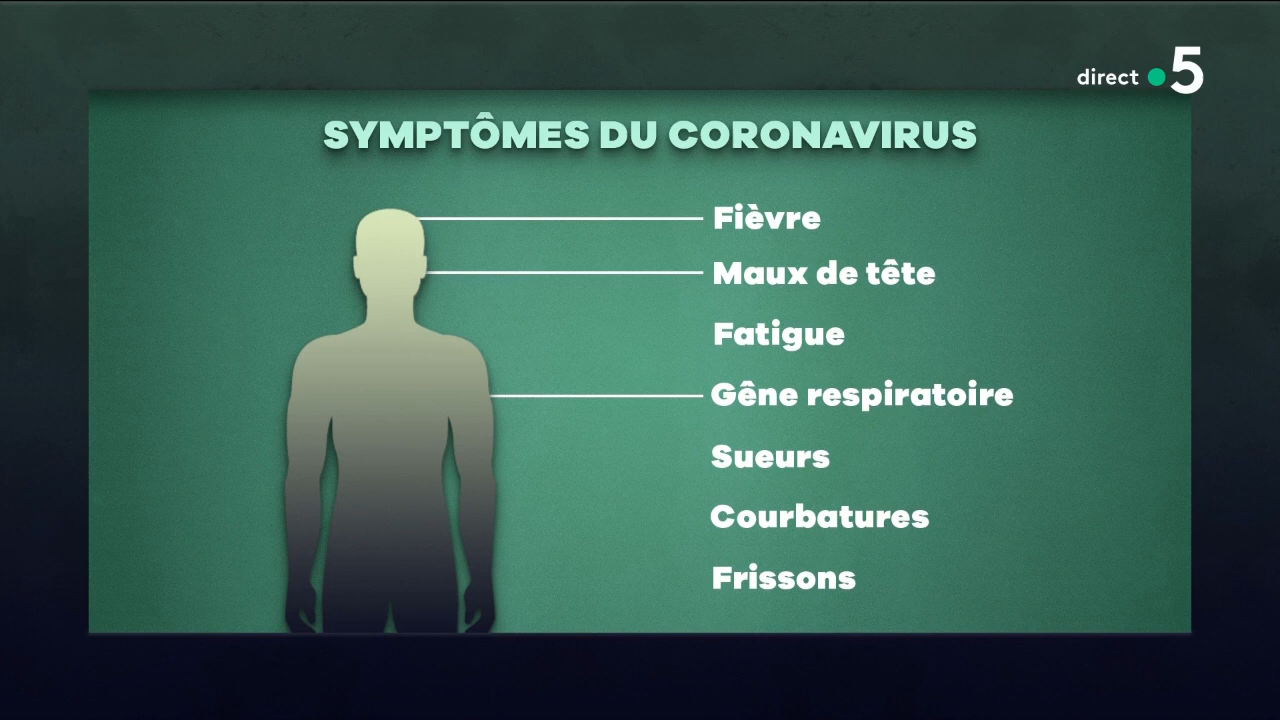 direct 5
SYMPTÔMES DU CORONAVIRUS
Fièvre
Maux de tête
Fatigue
Gêne respiratoire
Sueurs
Courbatures
Frissons